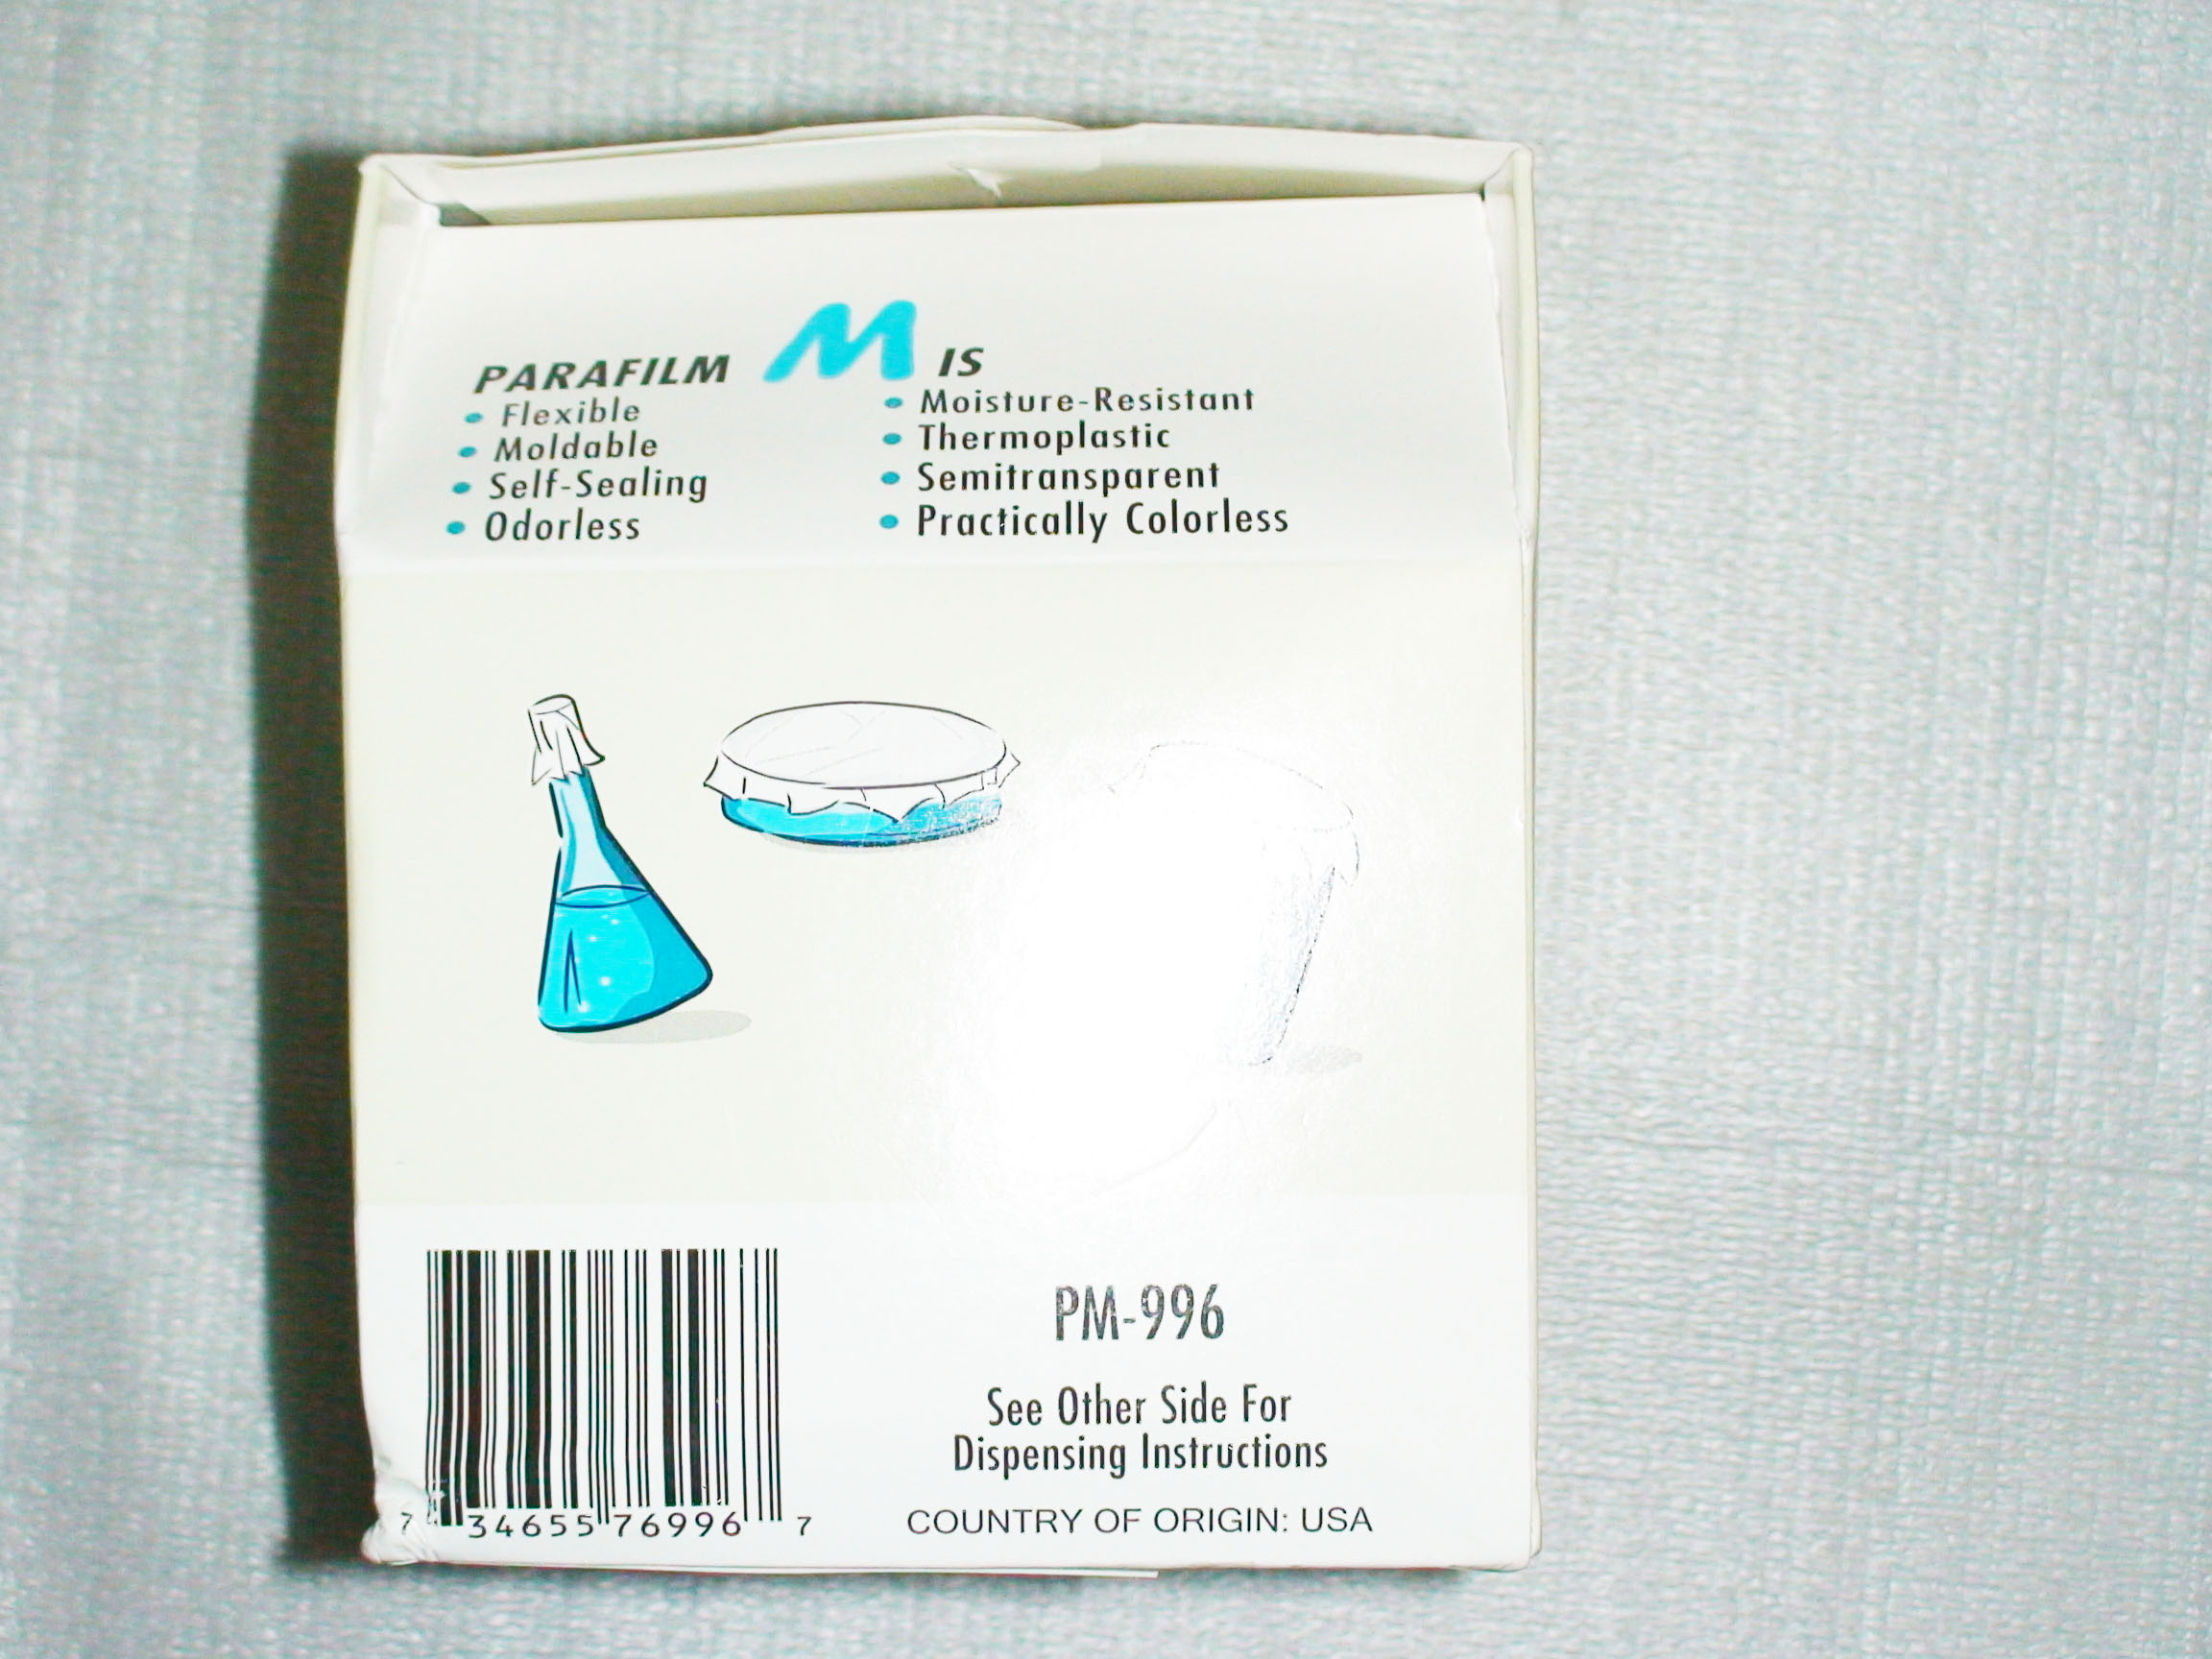 PARAFILM M IS
• Flexible
• Moldable
• Self-Sealing
• Odorless
• Moisture-Resistant
• Thermoplastic
• Semitransparent
• Practically Colorless
PM-996
See Other Side For
Dispensing Instructions
COUNTRY OF ORIGIN: USA
7 34655 76996 7